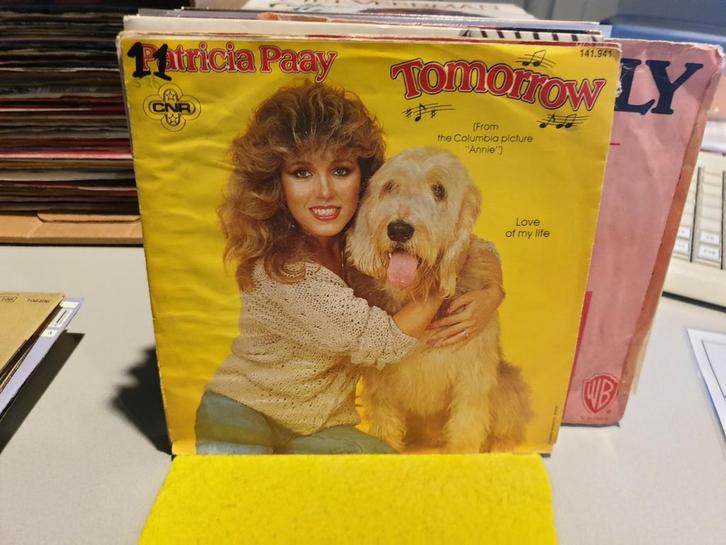 11
Patricia Paay
CNR
Tomorrow
141.941
(From
the Columbia picture
"Annie")
Love
of my life
LY
WB